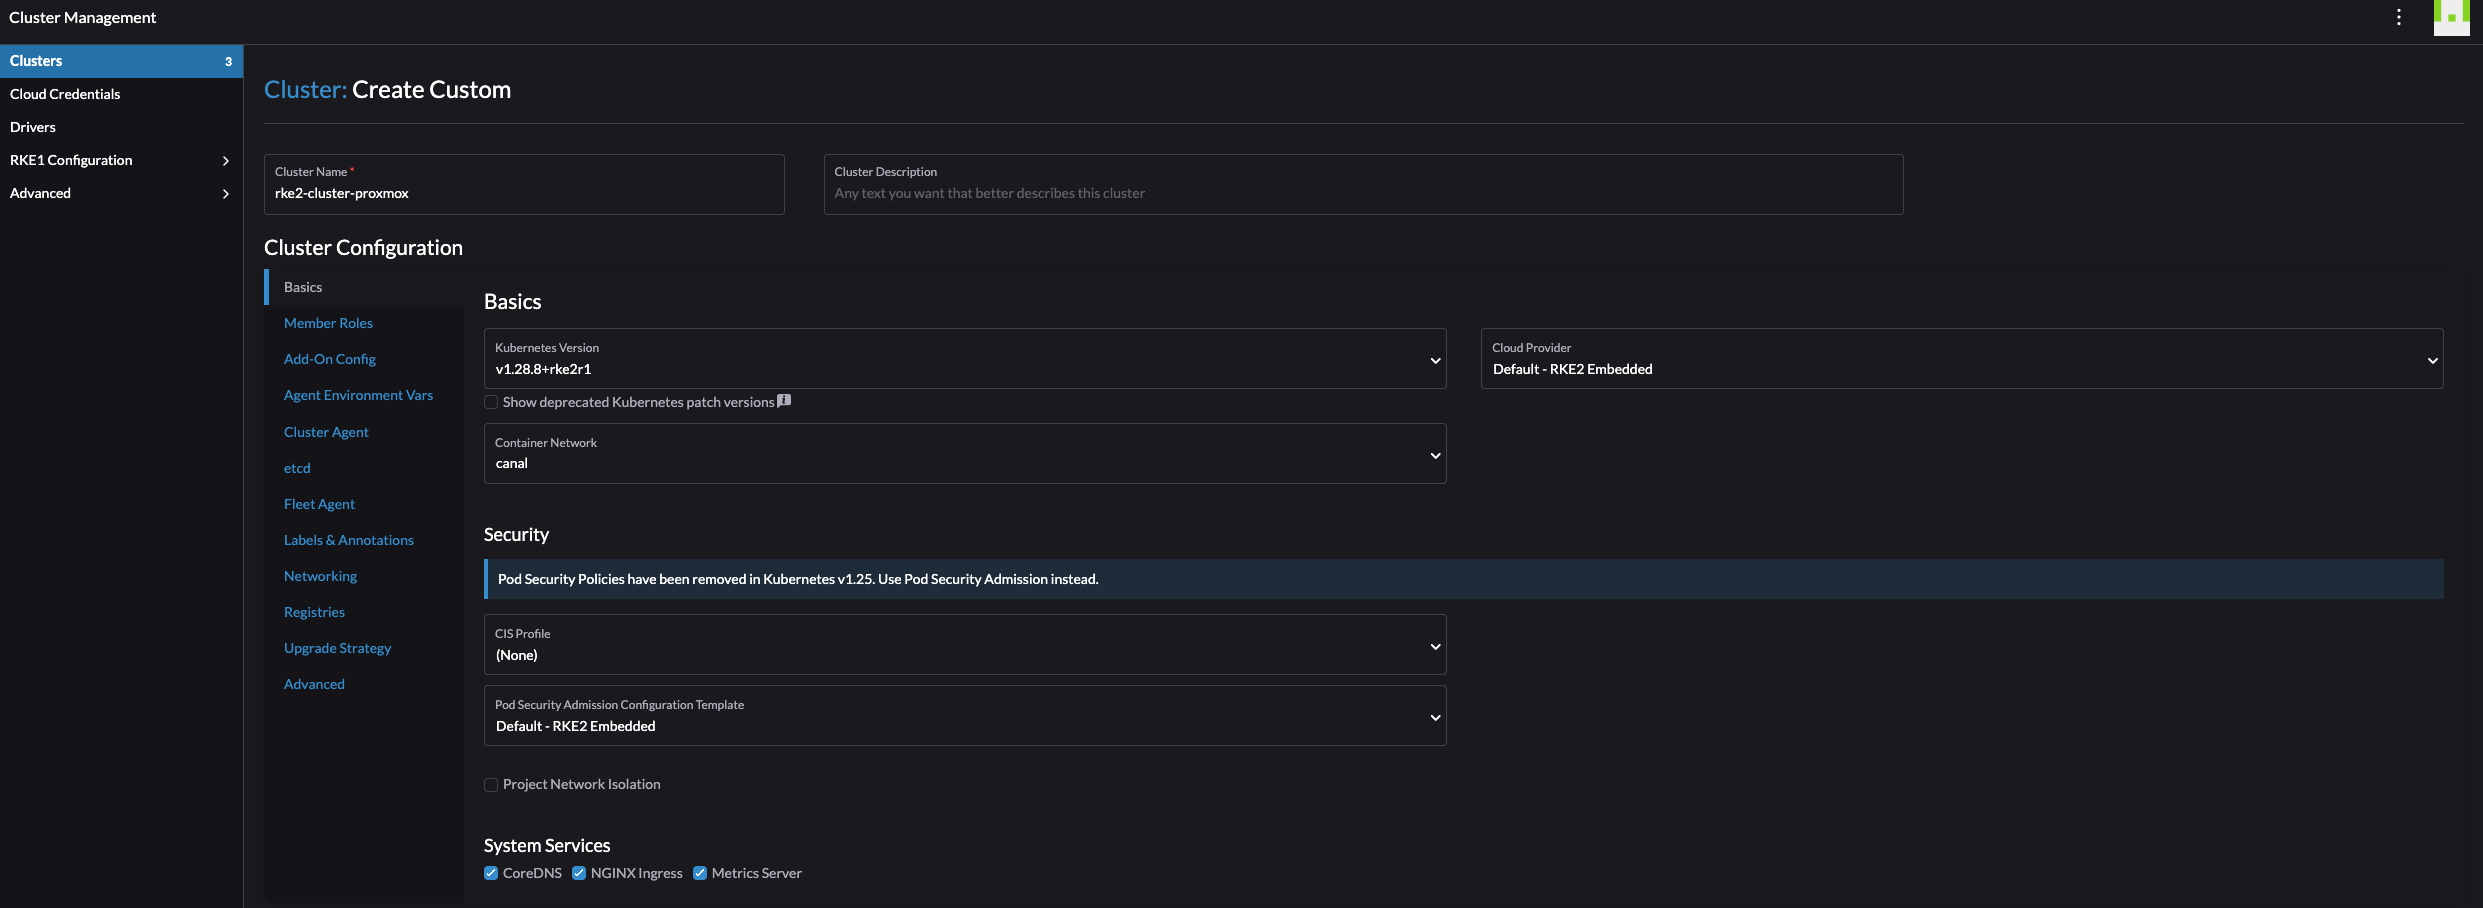 Cluster Management
Clusters 3
Cloud Credentials
Drivers
RKE1 Configuration
Advanced
Cluster: Create Custom
Cluster Name *
rke2-cluster-proxmox
Cluster Description
Any text you want that better describes this cluster
Cluster Configuration
Basics
Member Roles
Add-On Config
Agent Environment Vars
Cluster Agent
etcd
Fleet Agent
Labels & Annotations
Networking
Registries
Upgrade Strategy
Advanced
Basics
Kubernetes Version
v1.28.8+rke2r1
Cloud Provider
Default - RKE2 Embedded
Show deprecated Kubernetes patch versions
Container Network
canal
Security
Pod Security Policies have been removed in Kubernetes v1.25. Use Pod Security Admission instead.
CIS Profile
(None)
Pod Security Admission Configuration Template
Default - RKE2 Embedded
Project Network Isolation
System Services
CoreDNS NGINX Ingress Metrics Server